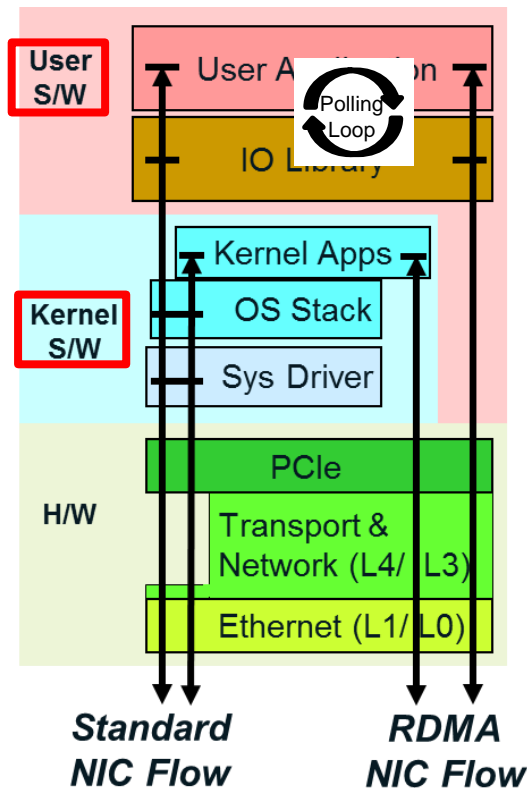 User
S/W
User A
ion
Polling
Loop
IO Library
Kernel Apps
Kernel
S/W
OS Stack
Sys Driver
PCIe
H/W
Transport &
Network (L4/ L3)
Ethernet (L1/ L0)
Standard
NIC Flow
RDMA
NIC Flow